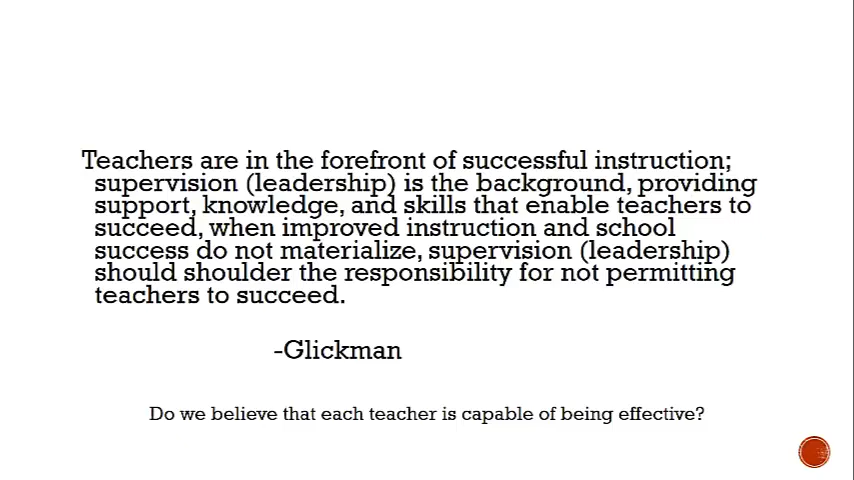 Teachers are in the forefront of successful instruction;
supervision (leadership) is the background, providing
support, knowledge, and skills that enable teachers to
succeed, when improved instruction and school
success do not materialize, supervision (leadership)
should shoulder the responsibility for not permitting
teachers to succeed.
-Glickman
Do we believe that each teacher is capable of being effective?